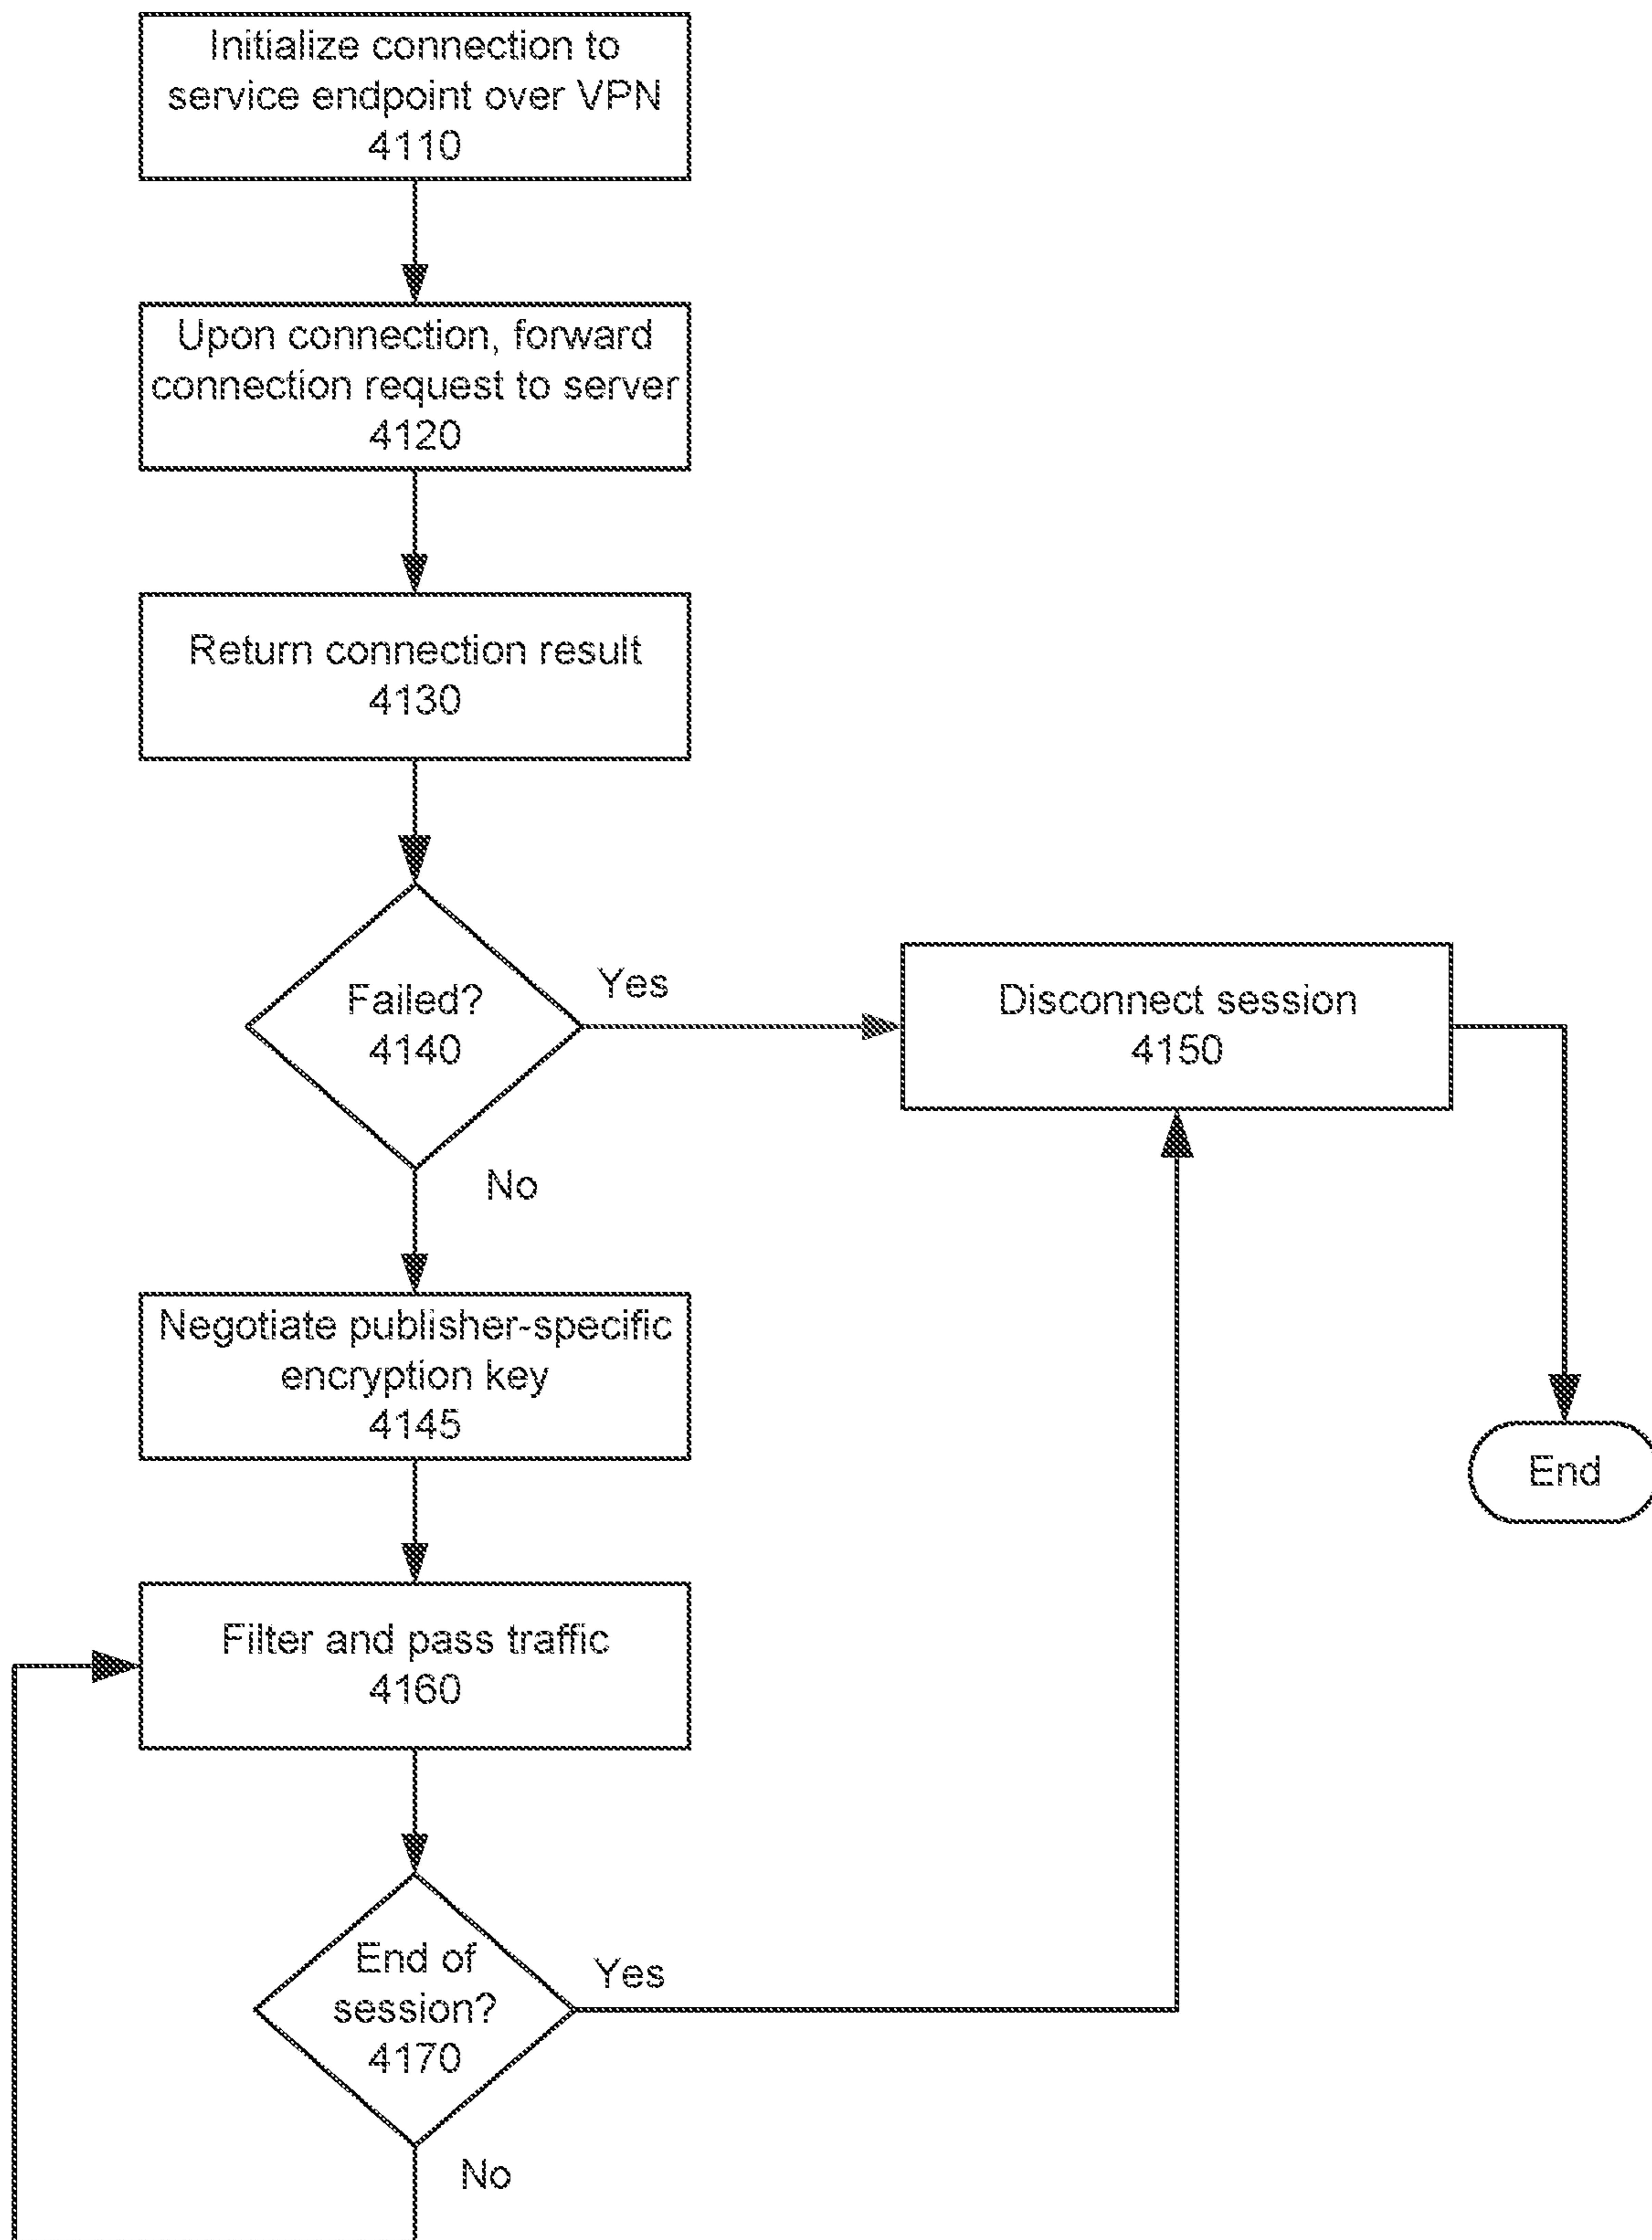 Initialize connection to
service endpoint over VPN
4110
Upon connection, forward
connection request to server
4120
Return connection result
4130
Failed?
4140
Yes
Disconnect session
4150
No
Negotiate publisher-specific
encryption key
4145
End
Filter and pass traffic
4160
End of
session?
4170
Yes
No